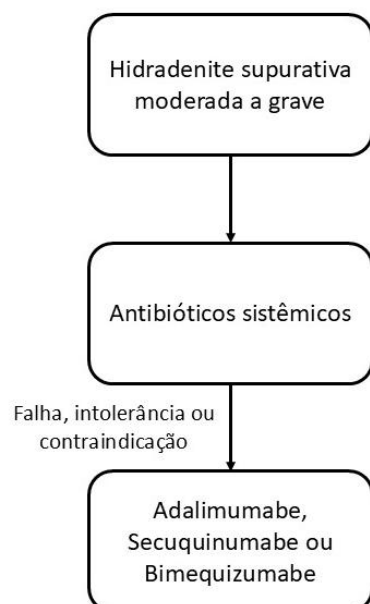 Hidradenite supurativa
moderada a grave
Antibióticos sistêmicos
Falha, intolerância ou
contraindicação
Adalimumabe,
Secuquinumabe ou
Bimequizumabe